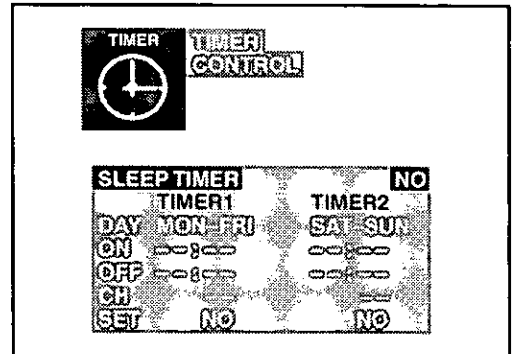 TIMER
TIMER
CONTROL
SLEEP TIMER NO
TIMER1 TIMER2
DAY MON-FRI SAT-SUN
ON --:-- --:--
OFF --:-- --:--
CH --
SET NO NO